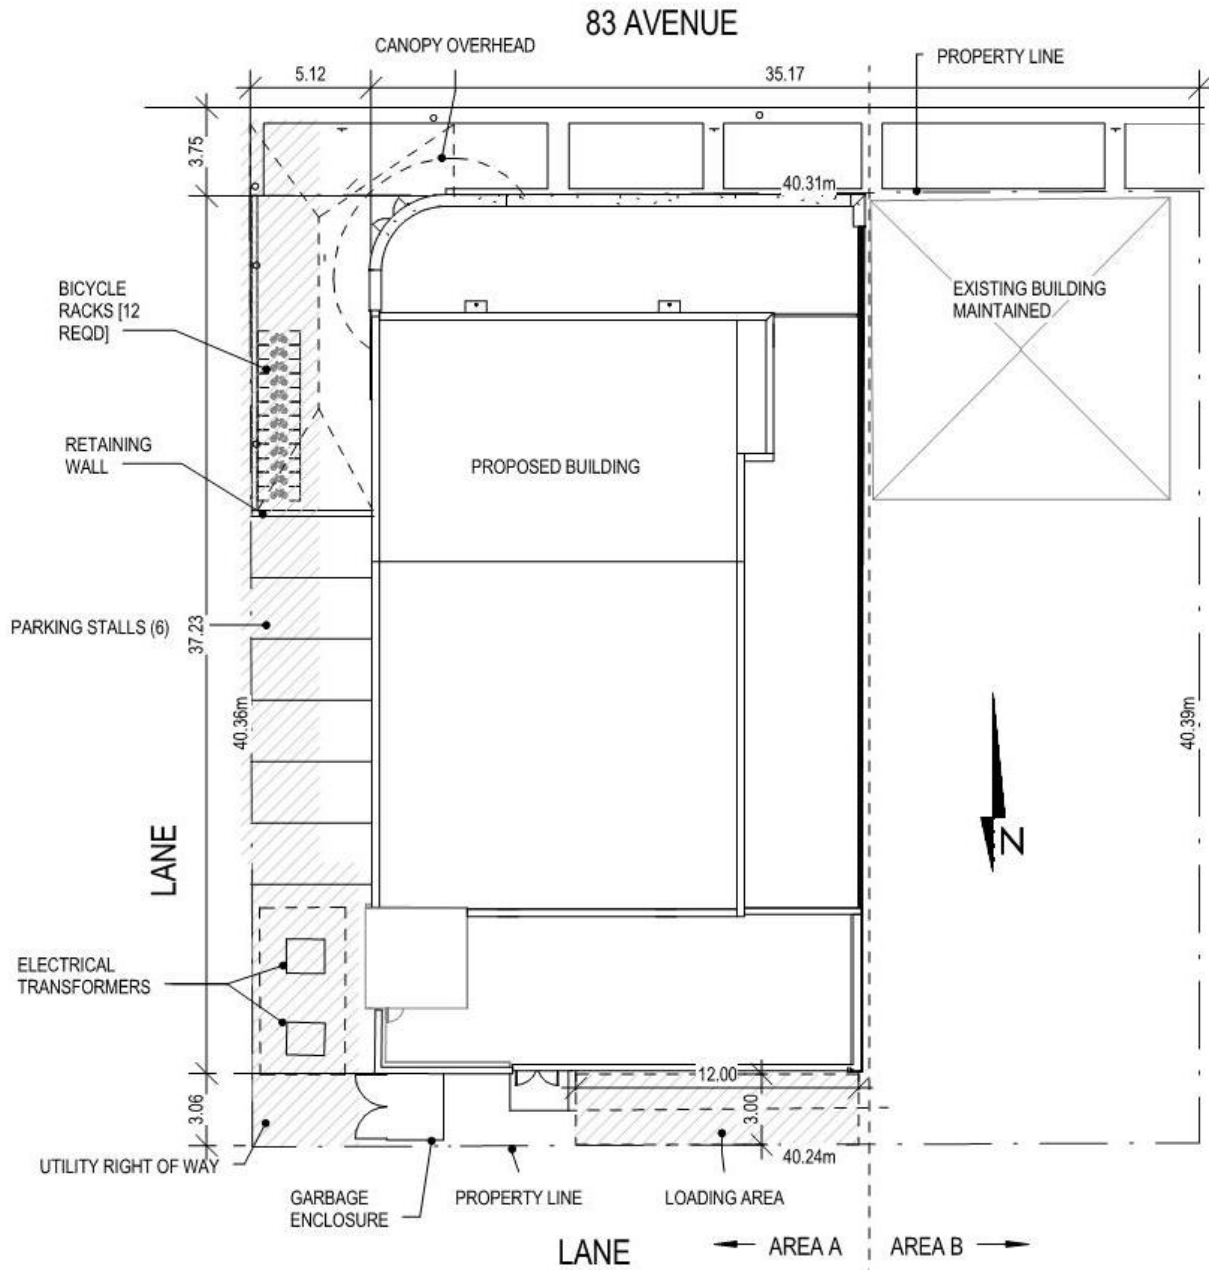 83 AVENUE
CANOPY OVERHEAD
PROPERTY LINE
5.12
35.17
3.75
40.31m
BICYCLE
RACKS [12
REQD]
EXISTING BUILDING
MAINTAINED
RETAINING
WALL
PROPOSED BUILDING
PARKING STALLS (6)
37.23
40.36m
40.39m
LANE
N
ELECTRICAL
TRANSFORMERS
12.00
3.06
3.00
40.24m
UTILITY RIGHT OF WAY
GARBAGE
ENCLOSURE
PROPERTY LINE
LOADING AREA
LANE
AREA A
AREA B